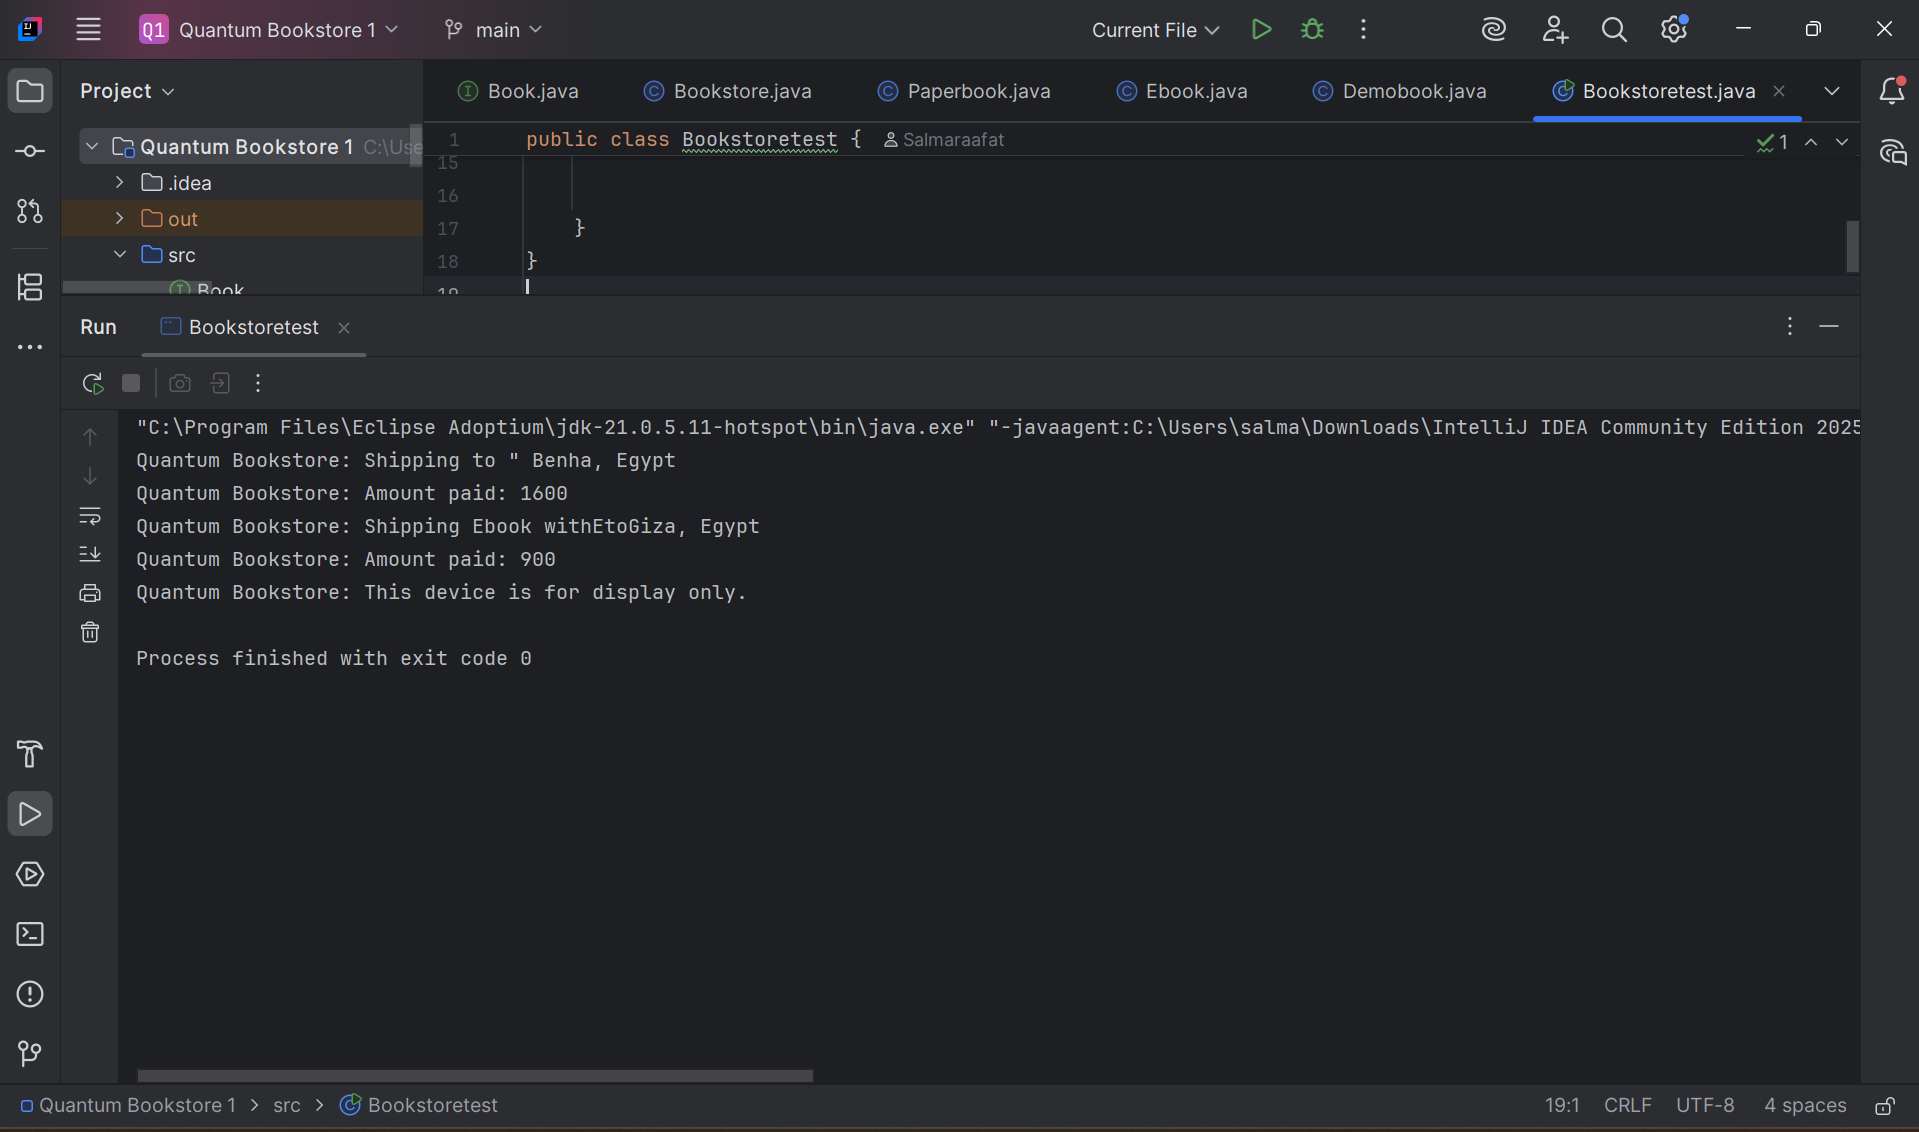 Q1 Quantum Bookstore 1 main Current File
Project Book.java Bookstore.java Paperbook.java Ebook.java Demobook.java Bookstoretest.java
1 public class Bookstoretest { Salmaraafat 1
Quantum Bookstore 1 C:\Use
15
.idea
16
out
17 }
src
18 }
Book
19
Run Bookstoretest
"C:\Program Files\Eclipse Adoptium\jdk-21.0.5.11-hotspot\bin\java.exe" "-javaagent:C:\Users\salma\Downloads\IntelliJ IDEA Community Edition 2025
Quantum Bookstore: Shipping to " Benha, Egypt
Quantum Bookstore: Amount paid: 1600
Quantum Bookstore: Shipping Ebook withEtoGiza, Egypt
Quantum Bookstore: Amount paid: 900
Quantum Bookstore: This device is for display only.
Process finished with exit code 0
Quantum Bookstore 1 > src > Bookstoretest 19:1 CRLF UTF-8 4 spaces